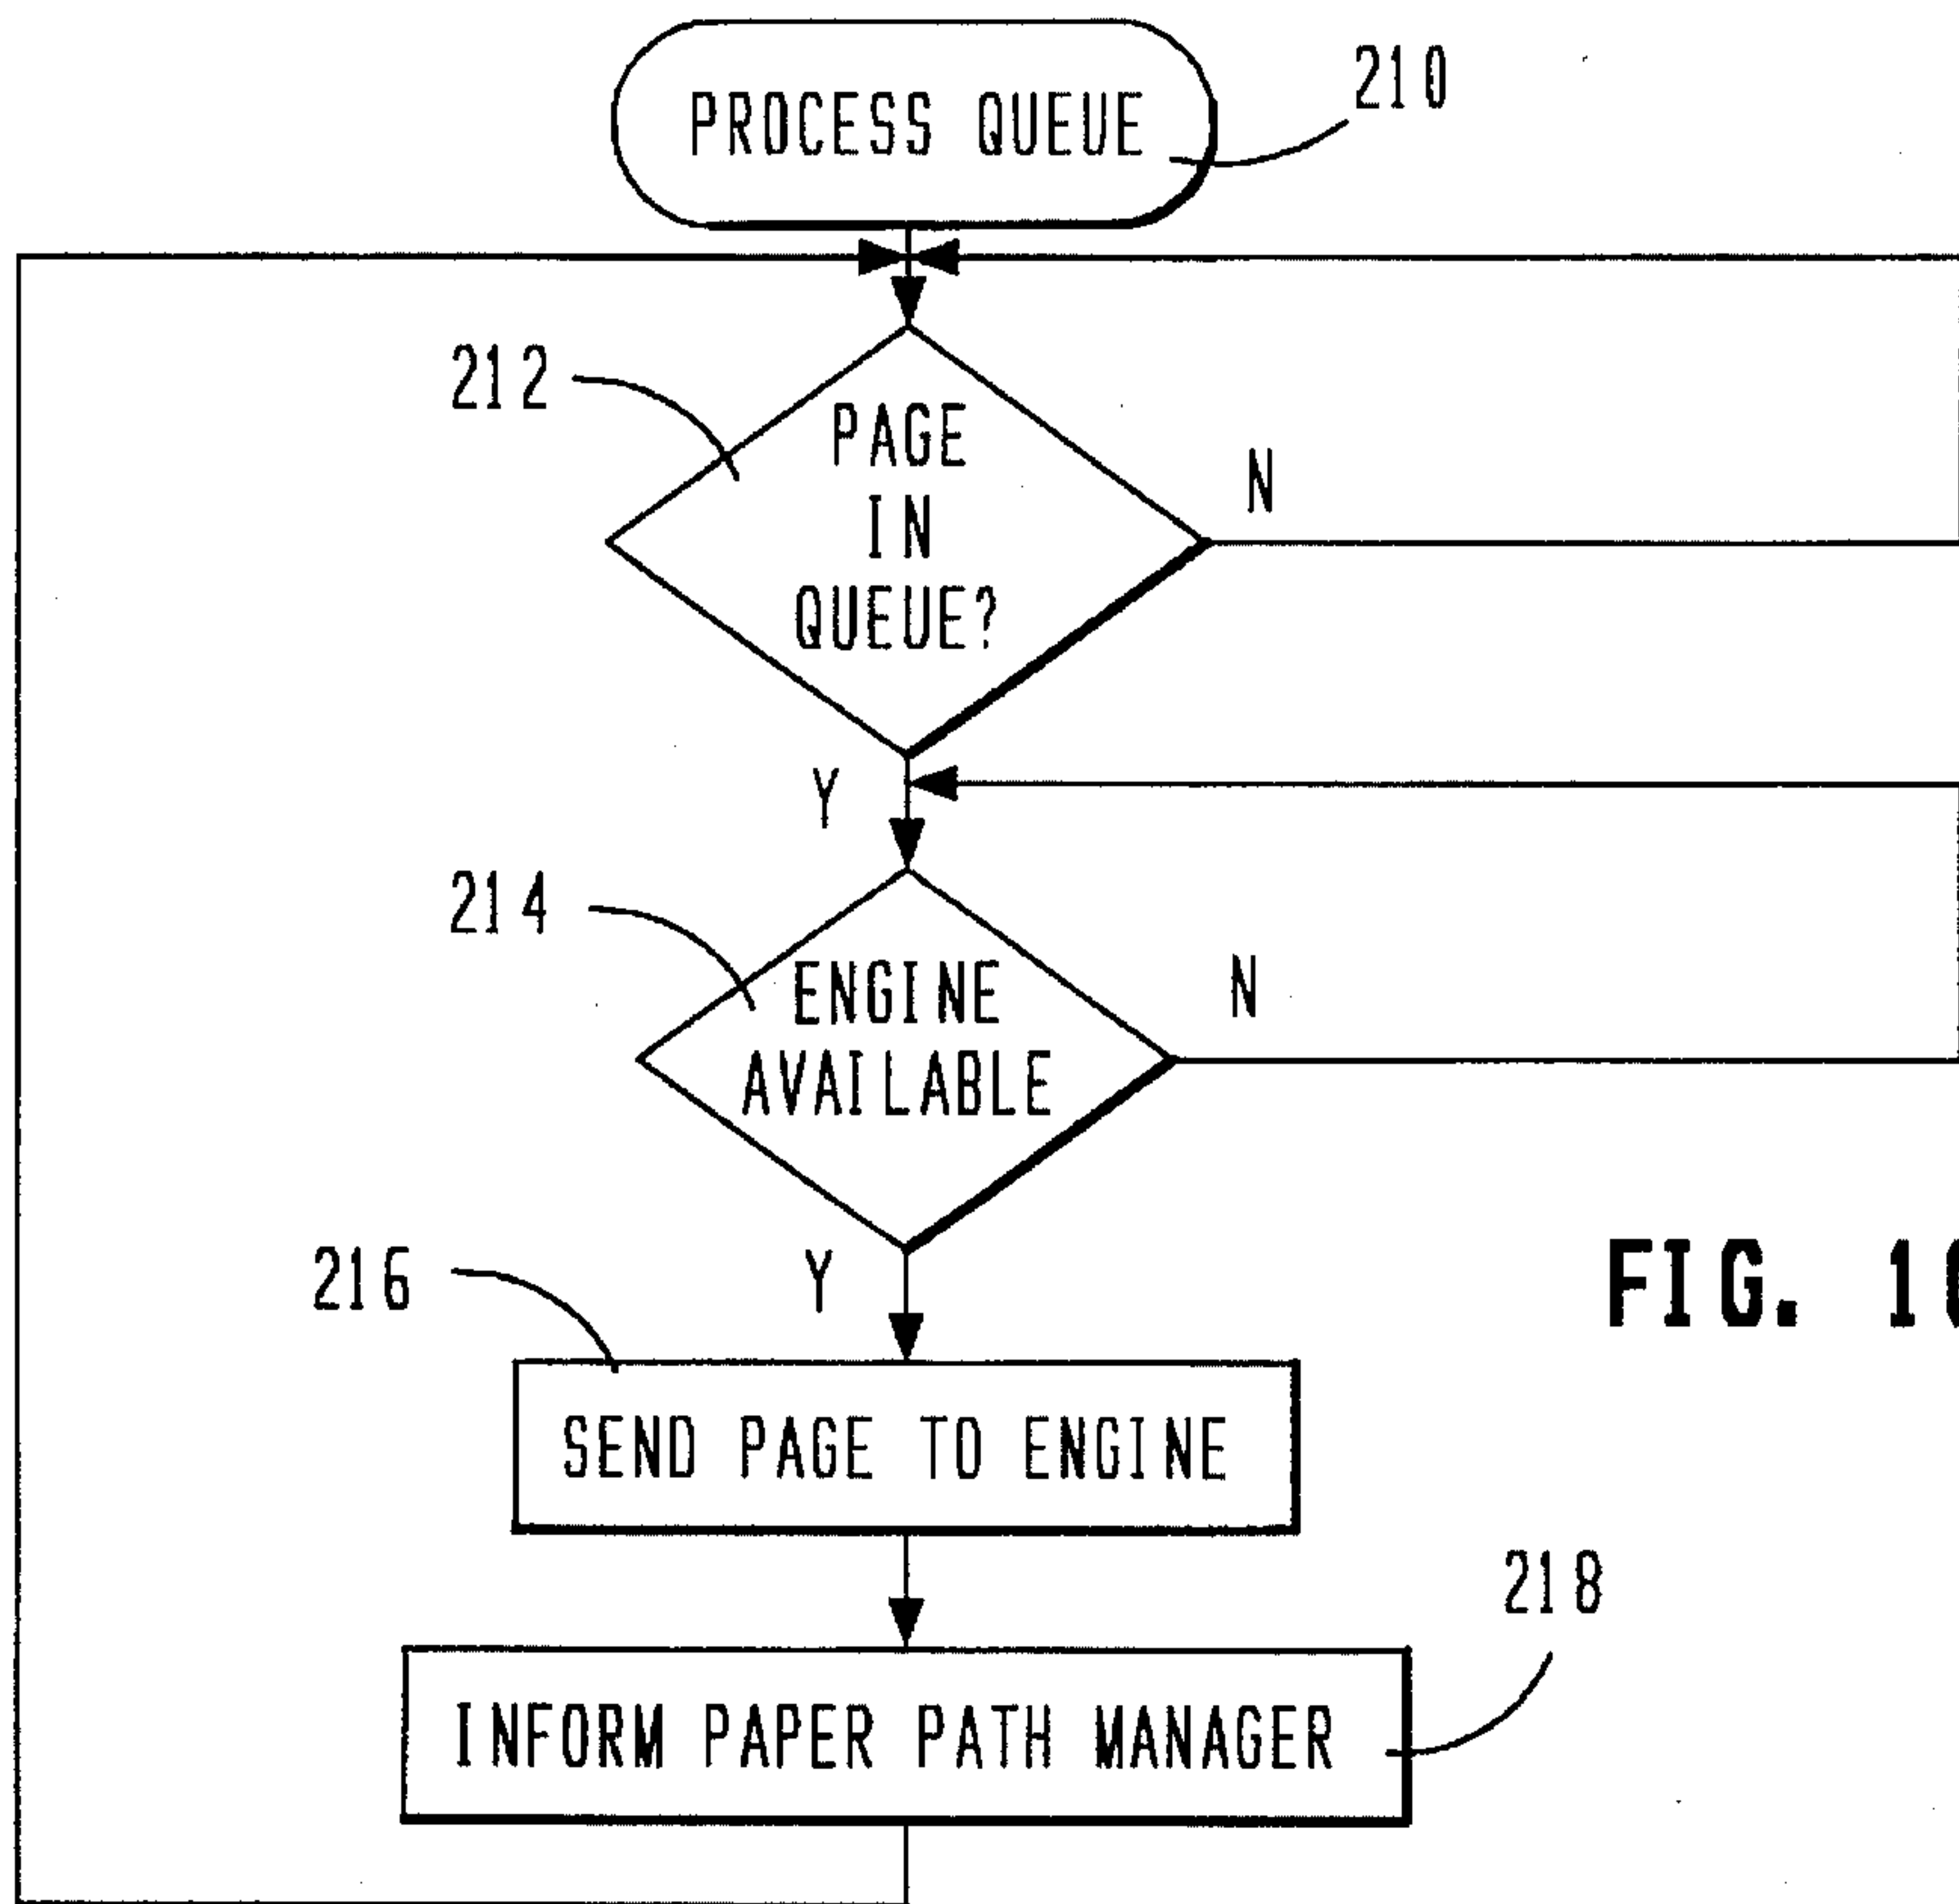 PROCESS QUEUE
210
212
PAGE
IN
QUEUE?
N
Y
214
ENGINE
AVAILABLE
N
Y
216
SEND PAGE TO ENGINE
FIG.
218
INFORM PAPER PATH MANAGER